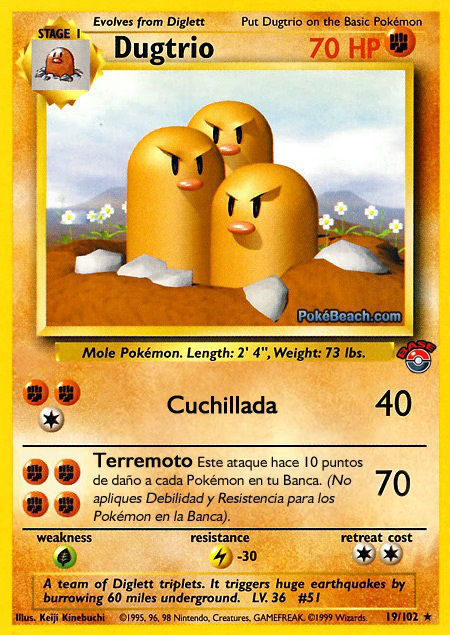 Evolves from Diglett
Put Dugtrio on the Basic Pokémon
STAGE 1
Dugtrio
70 HP
PokéBeach.com
Mole Pokémon. Length: 2' 4", Weight: 73 lbs.
BASE
Cuchillada
40
Terremoto Este ataque hace 10 puntos
de daño a cada Pokémon en tu Banca. (No
apliques Debilidad y Resistencia para los
Pokémon en la Banca).
70
weakness
resistance
retreat cost
-30
A team of Diglett triplets. It triggers huge earthquakes by
burrowing 60 miles underground. LV. 36 #51
Illus. Keiji Kinebuchi
©1995, 96, 98 Nintendo, Creatures, GAMEFREAK. ©1999 Wizards.
19/102 ★